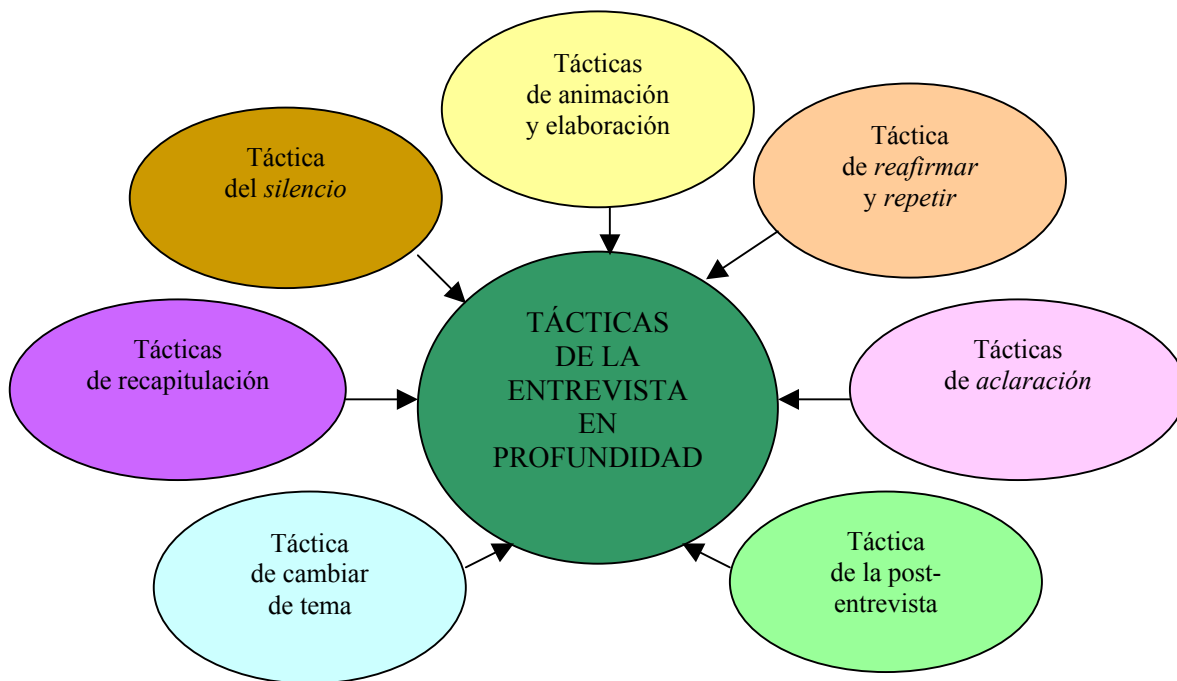 Tácticas
de animación
y elaboración
Táctica
del silencio
Táctica
de reafirmar
y repetir
Tácticas
de recapitulación
TÁCTICAS
DE LA
ENTREVISTA
EN
PROFUNDIDAD
Tácticas
de aclaración
Táctica
de cambiar
de tema
Táctica
de la post-
entrevista